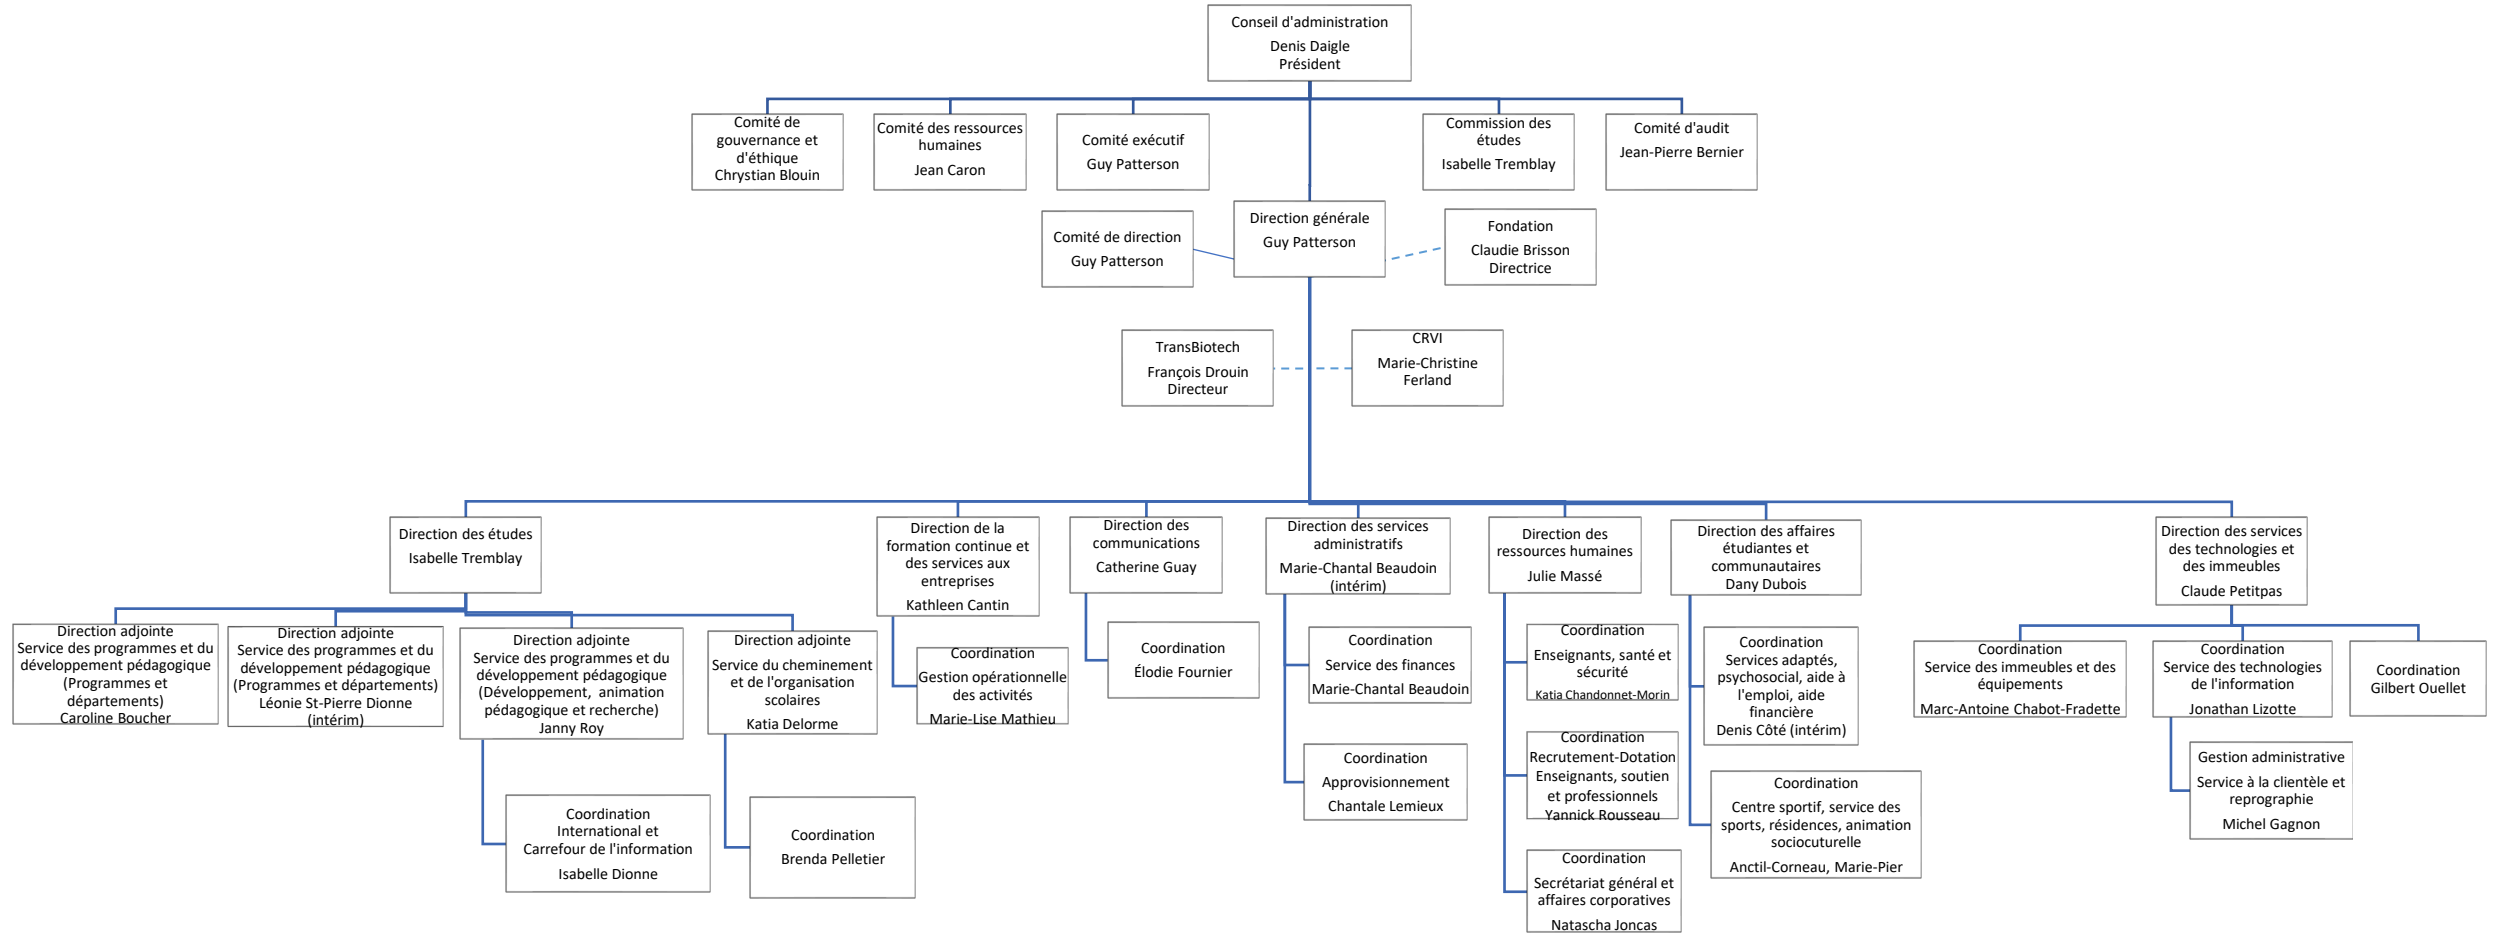 Conseil d'administration
Denis Daigle
Président
Comité de
gouvernance et
d'éthique
Chrystian Blouin
Comité des ressources
humaines
Jean Caron
Comité exécutif
Guy Patterson
Commission des
études
Isabelle Tremblay
Comité d'audit
Jean-Pierre Bernier
Comité de direction
Guy Patterson
Direction générale
Guy Patterson
Fondation
Claudie Brisson
Directrice
TransBiotech
François Drouin
Directeur
CRVI
Marie-Christine
Ferland
Direction des études
Isabelle Tremblay
Direction de la
formation continue et
des services aux
entreprises
Kathleen Cantin
Direction des
communications
Catherine Guay
Direction des services
administratifs
Marie-Chantal Beaudoin
(intérim)
Direction des
ressources humaines
Julie Massé
Direction des affaires
étudiantes et
communautaires
Dany Dubois
Direction des services
des technologies et
des immeubles
Claude Petitpas
Direction adjointe
Service des programmes et du
développement pédagogique
(Programmes et
départements)
Caroline Boucher
Direction adjointe
Service des programmes et du
développement pédagogique
(Programmes et départements)
Léonie St-Pierre Dionne
(intérim)
Direction adjointe
Service des programmes et du
développement pédagogique
(Développement, animation
pédagogique et recherche)
Janny Roy
Direction adjointe
Service du cheminement
et de l'organisation
scolaires
Katia Delorme
Coordination
Gestion opérationnelle
des activités
Marie-Lise Mathieu
Coordination
Élodie Fournier
Coordination
Service des finances
Marie-Chantal Beaudoin
Coordination
Enseignants, santé et
sécurité
Katia Chandonnet-Morin
Coordination
Services adaptés,
psychosocial, aide à
l'emploi, aide
financière
Denis Côté (intérim)
Coordination
Service des immeubles et des
équipements
Marc-Antoine Chabot-Fradette
Coordination
Service des technologies
de l'information
Jonathan Lizotte
Coordination
Gilbert Ouellet
Coordination
International et
Carrefour de l'information
Isabelle Dionne
Coordination
Brenda Pelletier
Coordination
Approvisionnement
Chantale Lemieux
Coordination
Recrutement-Dotation
Enseignants, soutien
et professionnels
Yannick Rousseau
Coordination
Centre sportif, service des
sports, résidences, animation
sociocuturelle
Anctil-Corneau, Marie-Pier
Gestion administrative
Service à la clientèle et
reprographie
Michel Gagnon
Coordination
Secrétariat général et
affaires corporatives
Natascha Joncas